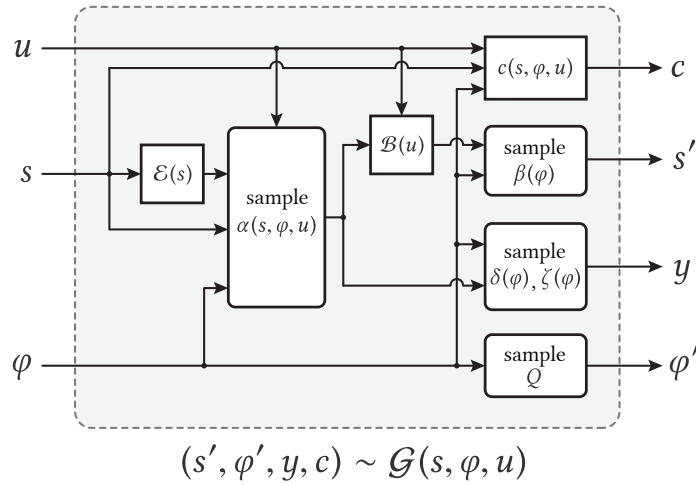 u
c(s, φ, u)
c
s
ℰ(s)
sample
α(s, φ, u)
ℬ(u)
sample
β(φ)
s′
sample
δ(φ), ζ(φ)
y
φ
sample
Q
φ′
(s′, φ′, y, c) ~ 𝒢(s, φ, u)